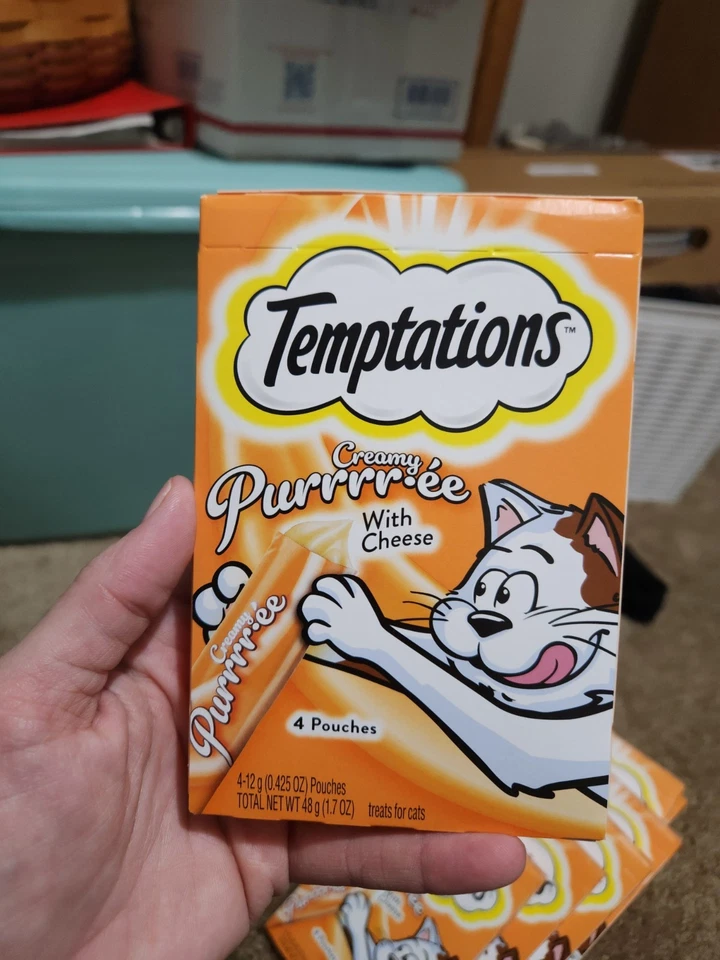 Temptations™
Creamy
Purrrr·ée
With
Cheese
Creamy
Purrrr·ée
4 Pouches
4-12 g (0.425 OZ) Pouches
TOTAL NET WT 48 g (1.7 OZ)
treats for cats